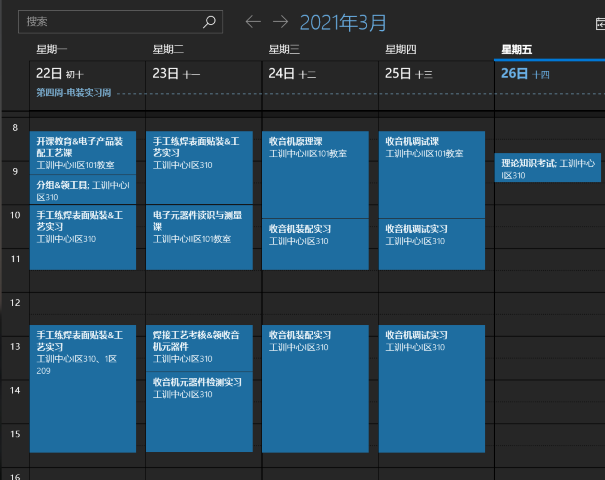 搜索
2021年3月
星期一
星期二
星期三
星期四
星期五
22日 初十
23日 十一
24日 十二
25日 十三
26日 十四
第四周-电装实习周
8
9
10
11
12
13
14
15
16
开课教育&电子产品装
配工艺课
工训中心II区101教室
分组&领工具; 工训中心I
区310
手工练焊表面贴装&工
艺实习
工训中心I区310
手工练焊表面贴装&工
艺实习
工训中心I区310、1区
209
手工练焊表面贴装&工
艺实习
工训中心I区310
电子元器件读识与测量
课
工训中心II区101教室
焊接工艺考核&领收音
机元器件
工训中心I区310
收音机元器件检测实习
工训中心I区310
收音机原理课
工训中心II区101教室
收音机装配实习
工训中心I区310
收音机装配实习
工训中心I区310
收音机调试课
工训中心II区101教室
收音机调试实习
工训中心I区310
收音机调试实习
工训中心I区310
理论知识考试; 工训中心
I区310